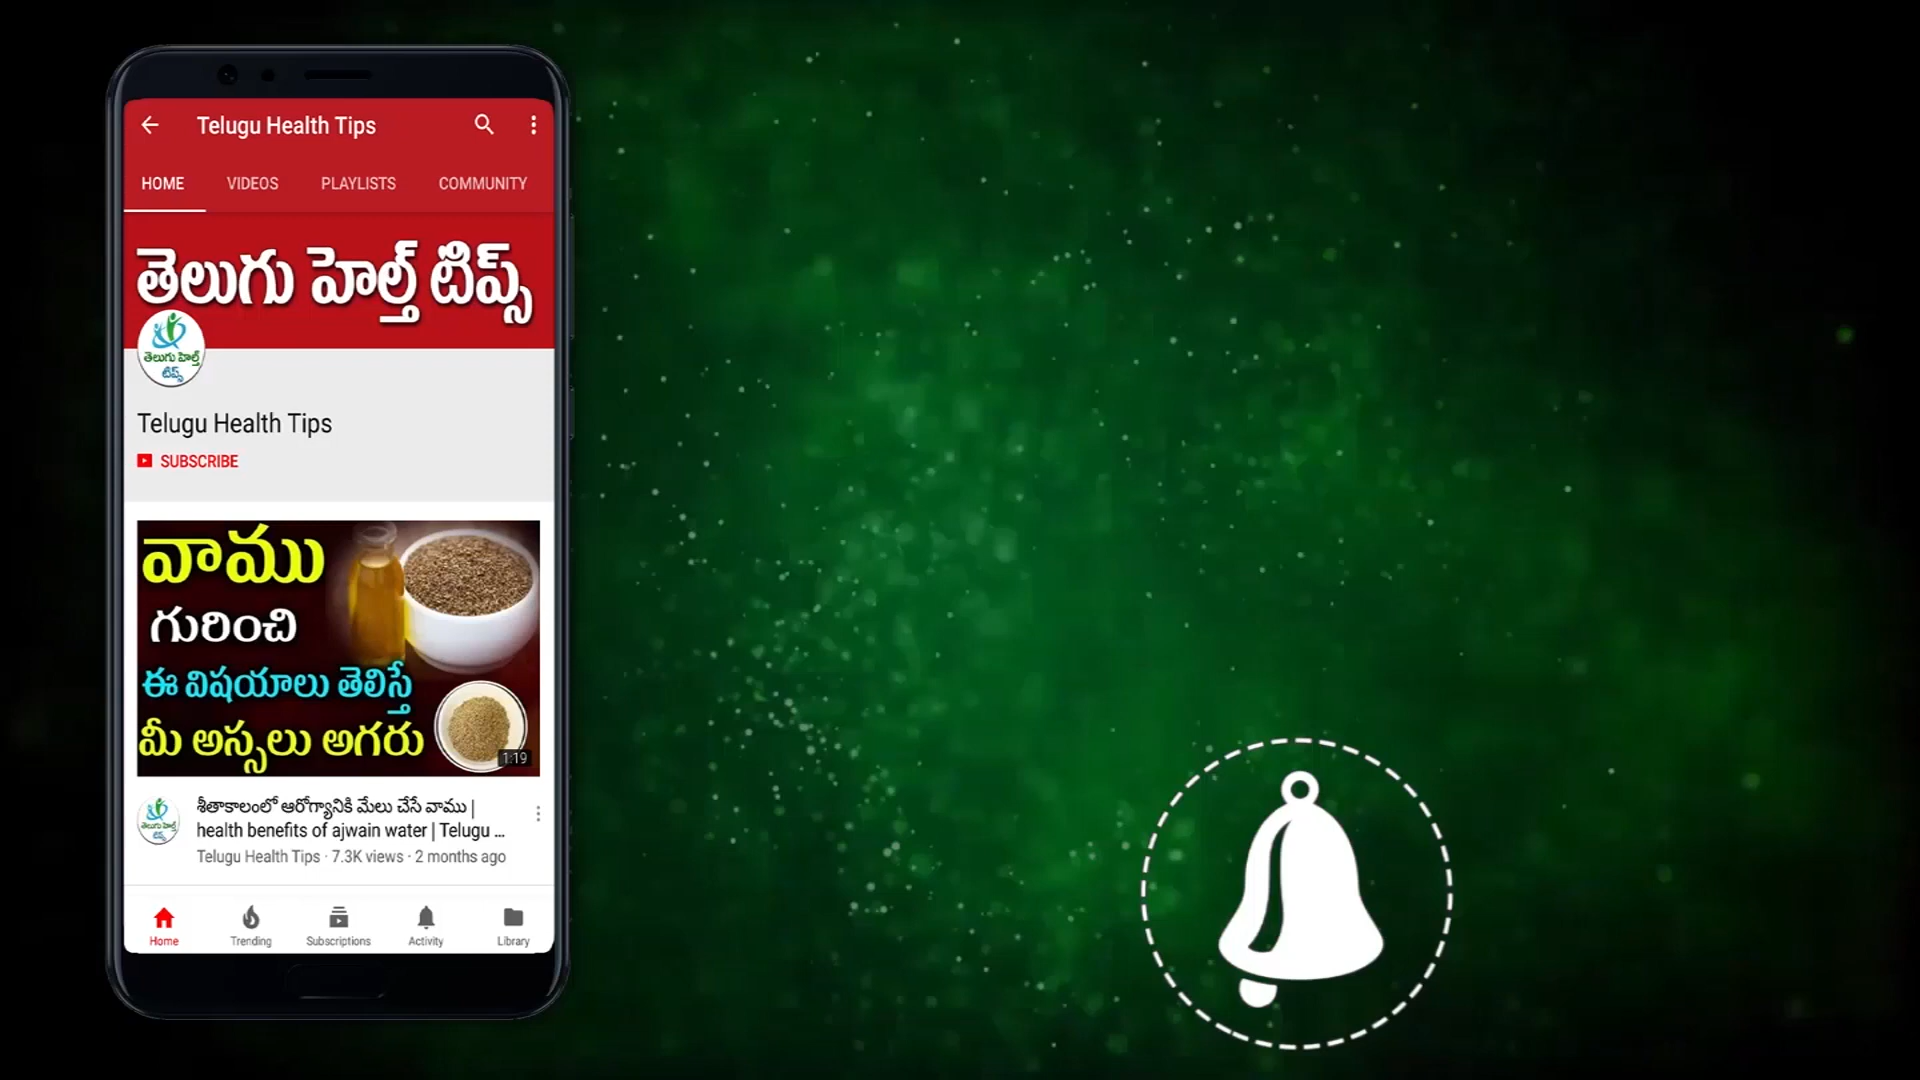 Telugu Health Tips
HOME VIDEOS PLAYLISTS COMMUNITY
తెలుగు హెల్త్ టిప్స్
తెలుగు హెల్త్
టిప్స్
Telugu Health Tips
SUBSCRIBE
వాము
గురించి
ఈ విషయాలు తెలిస్తే
మీ అస్సలు అగరు
1:19
శీతాకాలంలో ఆరోగ్యానికి మేలు చేసే వాము |
health benefits of ajwain water | Telugu ...
తెలుగు హెల్త్
టిప్స్
Telugu Health Tips · 7.3K views · 2 months ago
Home Trending Subscriptions Activity Library